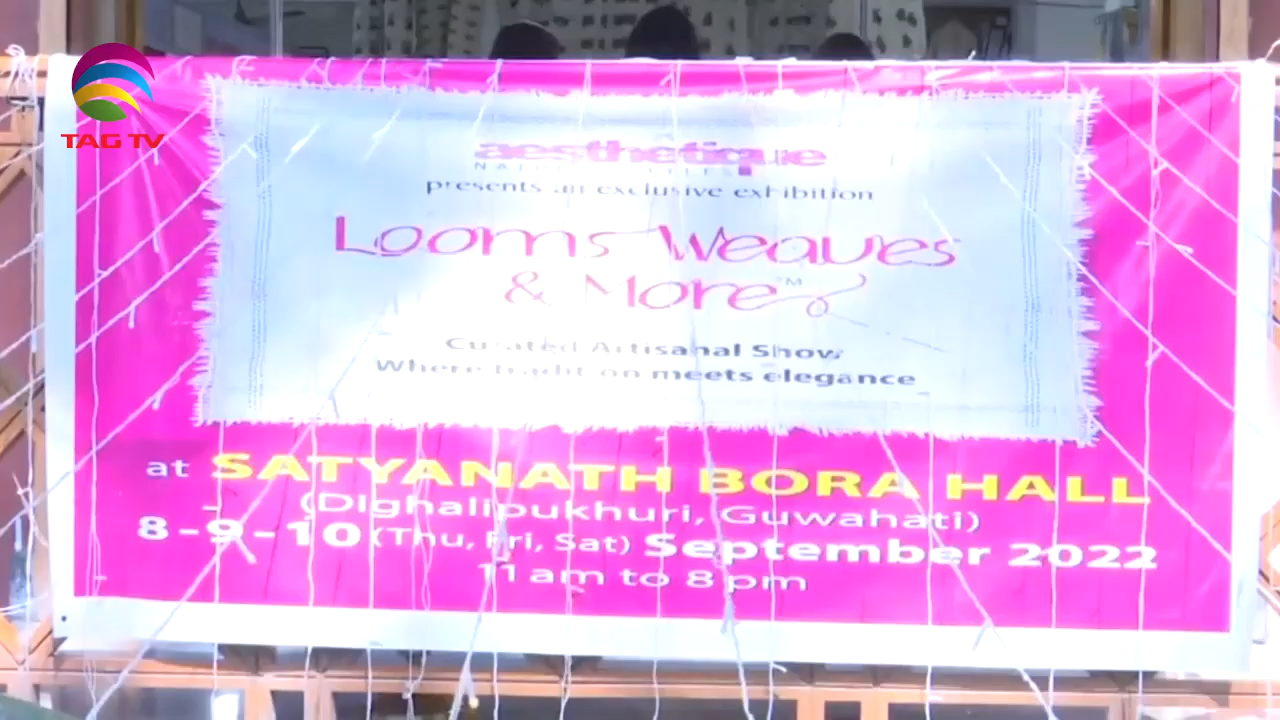 TAG TV
aesthetique
presents an exclusive exhibition
Looms Weaves
& More™
Curated Artisanal Show
Where tradition meets elegance
at SATYANATH BORA HALL
(DIghalipukhuri, Guwahati)
8-9-10 (Thu, Fri, Sat) September 2022
11 am to 8 pm